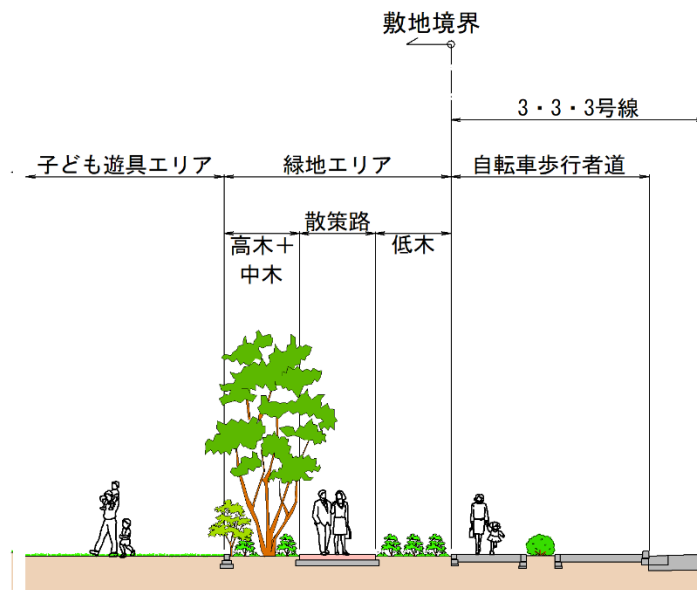 敷地境界
3・3・3号線
子ども遊具エリア
緑地エリア
自転車歩行者道
散策路
高木＋
中木
低木